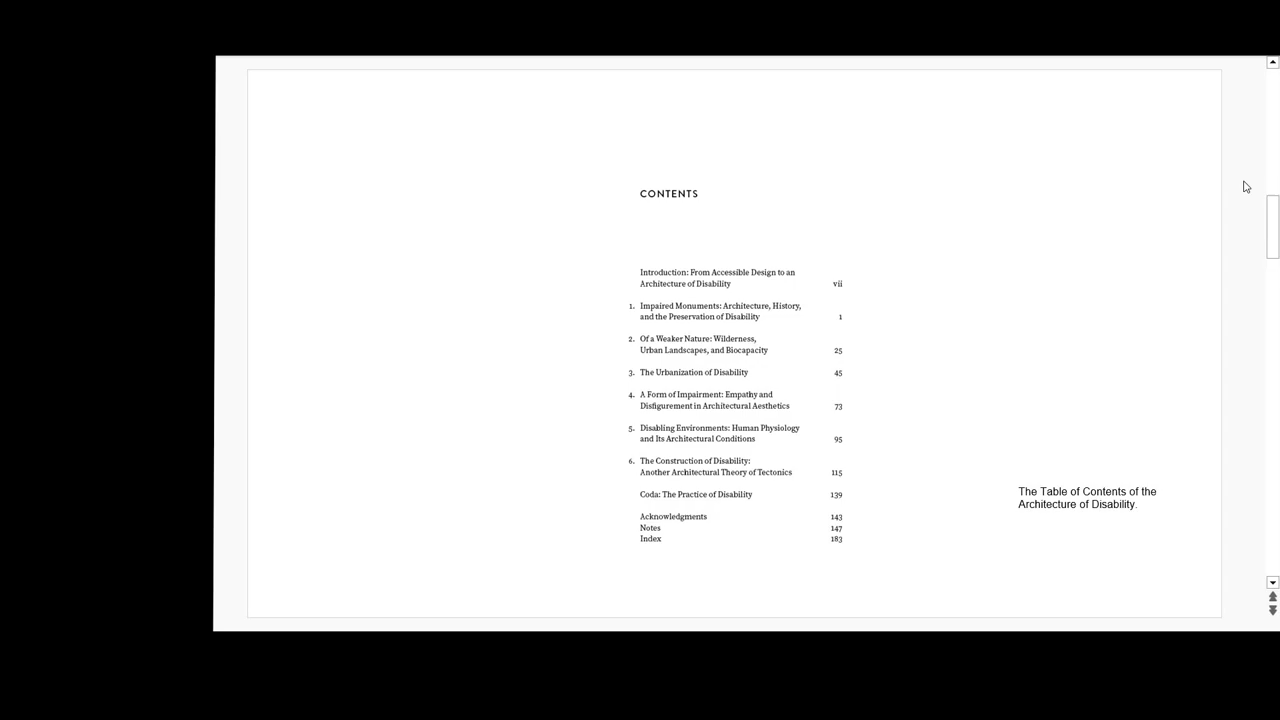 CONTENTS
Introduction: From Accessible Design to an
Architecture of Disability vii
1. Impaired Monuments: Architecture, History,
and the Preservation of Disability 1
2. Of a Weaker Nature: Wilderness,
Urban Landscapes, and Biocapacity 25
3. The Urbanization of Disability 45
4. A Form of Impairment: Empathy and
Disfigurement in Architectural Aesthetics 73
5. Disabling Environments: Human Physiology
and Its Architectural Conditions 95
6. The Construction of Disability:
Another Architectural Theory of Tectonics 115
Coda: The Practice of Disability 139
Acknowledgments 143
Notes 147
Index 183
The Table of Contents of the
Architecture of Disability.